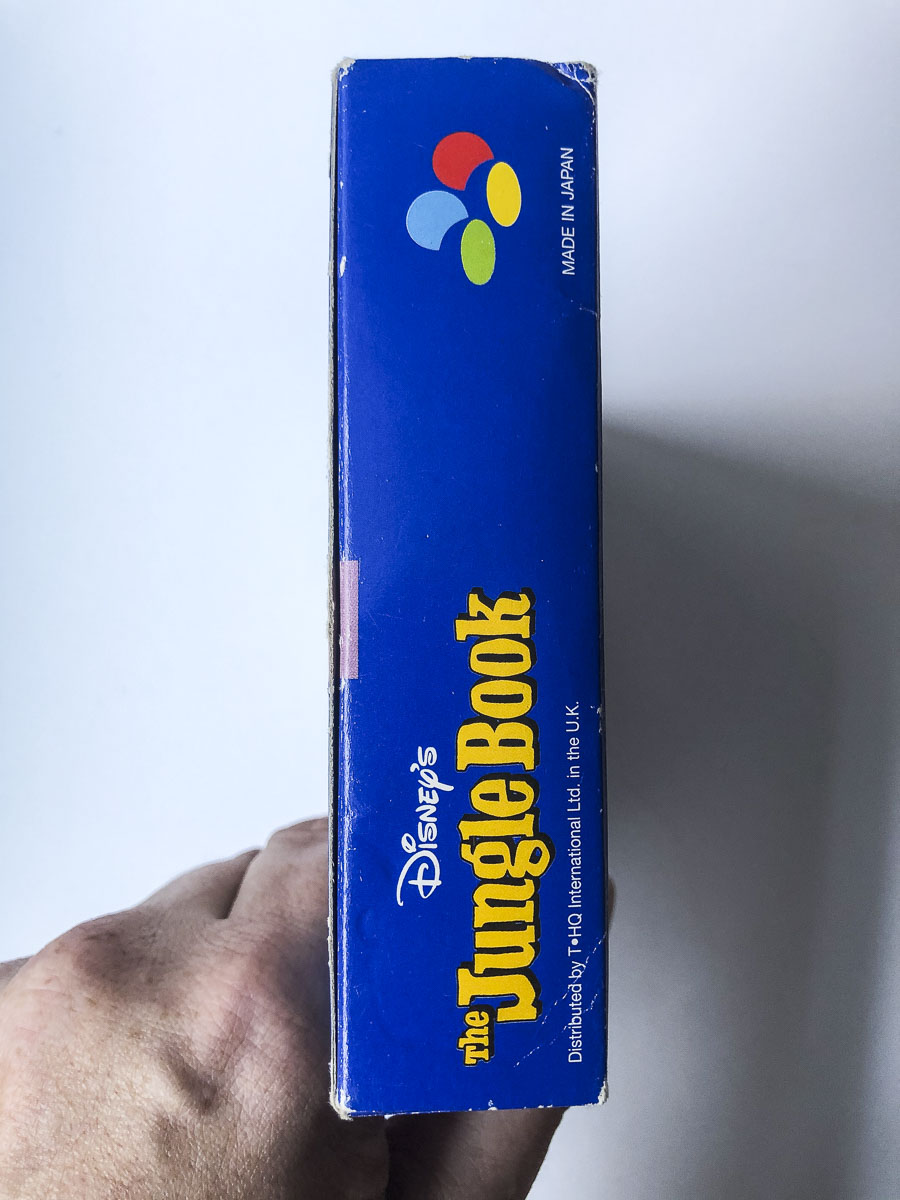 DISNEY'S
The Jungle Book
Distributed by T•HQ International Ltd. in the U.K.
MADE IN JAPAN